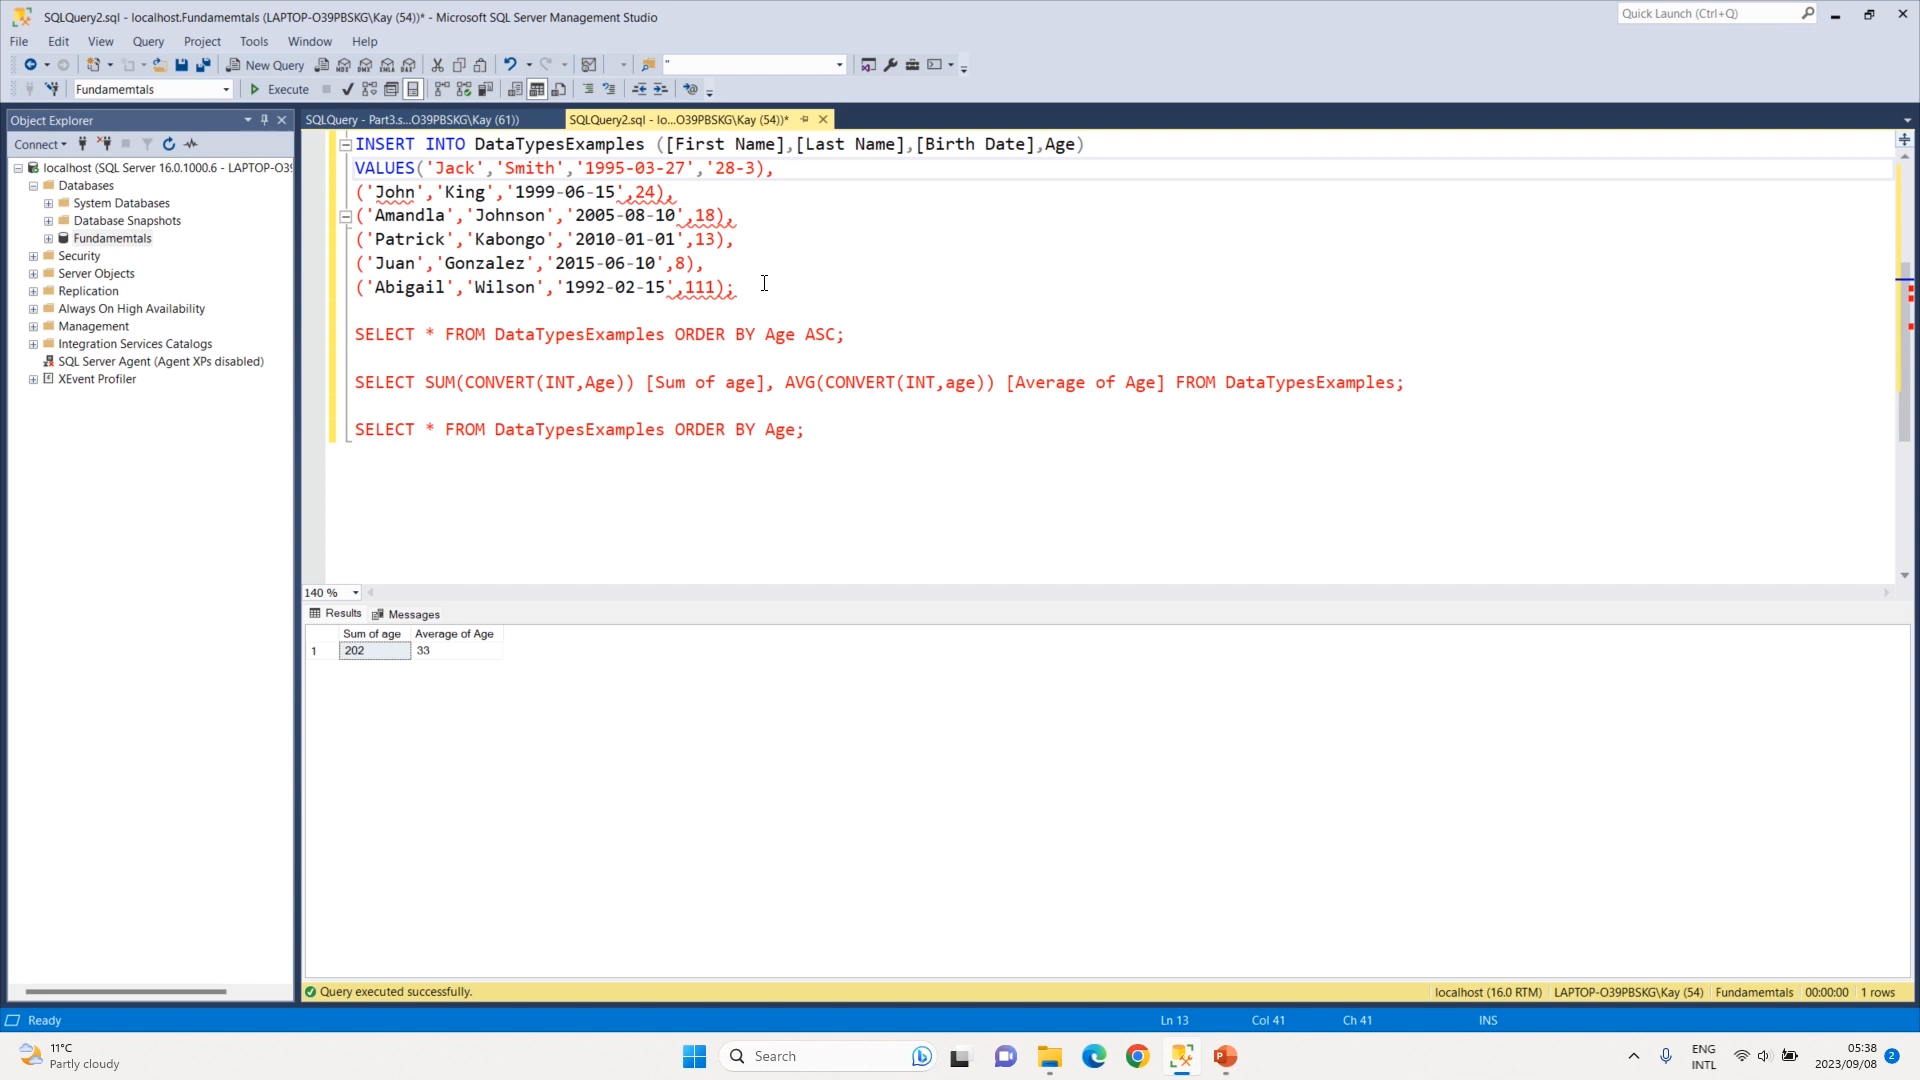 SQLQuery2.sql - localhost.Fundamemtals (LAPTOP-O39PBSKG\Kay (54))* - Microsoft SQL Server Management Studio
Quick Launch (Ctrl+Q)
File Edit View Query Project Tools Window Help
New Query
"
Fundamemtals
Execute
Object Explorer
SQLQuery - Part3.s...O39PBSKG\Kay (61))
SQLQuery2.sql - lo...O39PBSKG\Kay (54))*
Connect
localhost (SQL Server 16.0.1000.6 - LAPTOP-O39
Databases
System Databases
Database Snapshots
Fundamemtals
Security
Server Objects
Replication
Always On High Availability
Management
Integration Services Catalogs
SQL Server Agent (Agent XPs disabled)
XEvent Profiler
INSERT INTO DataTypesExamples ([First Name],[Last Name],[Birth Date],Age)
VALUES('Jack','Smith','1995-03-27','28-3),
('John','King','1999-06-15',24),
('Amandla','Johnson','2005-08-10',18),
('Patrick','Kabongo','2010-01-01',13),
('Juan','Gonzalez','2015-06-10',8),
('Abigail','Wilson','1992-02-15',111);
SELECT * FROM DataTypesExamples ORDER BY Age ASC;
SELECT SUM(CONVERT(INT,Age)) [Sum of age], AVG(CONVERT(INT,age)) [Average of Age] FROM DataTypesExamples;
SELECT * FROM DataTypesExamples ORDER BY Age;
140 %
Results Messages
Sum of age Average of Age
1 202 33
Query executed successfully.
localhost (16.0 RTM) LAPTOP-O39PBSKG\Kay (54) Fundamemtals 00:00:00 1 rows
Ready
Ln 13 Col 41 Ch 41 INS
11°C
Partly cloudy
Search
ENG
INTL
05:38
2023/09/08
2